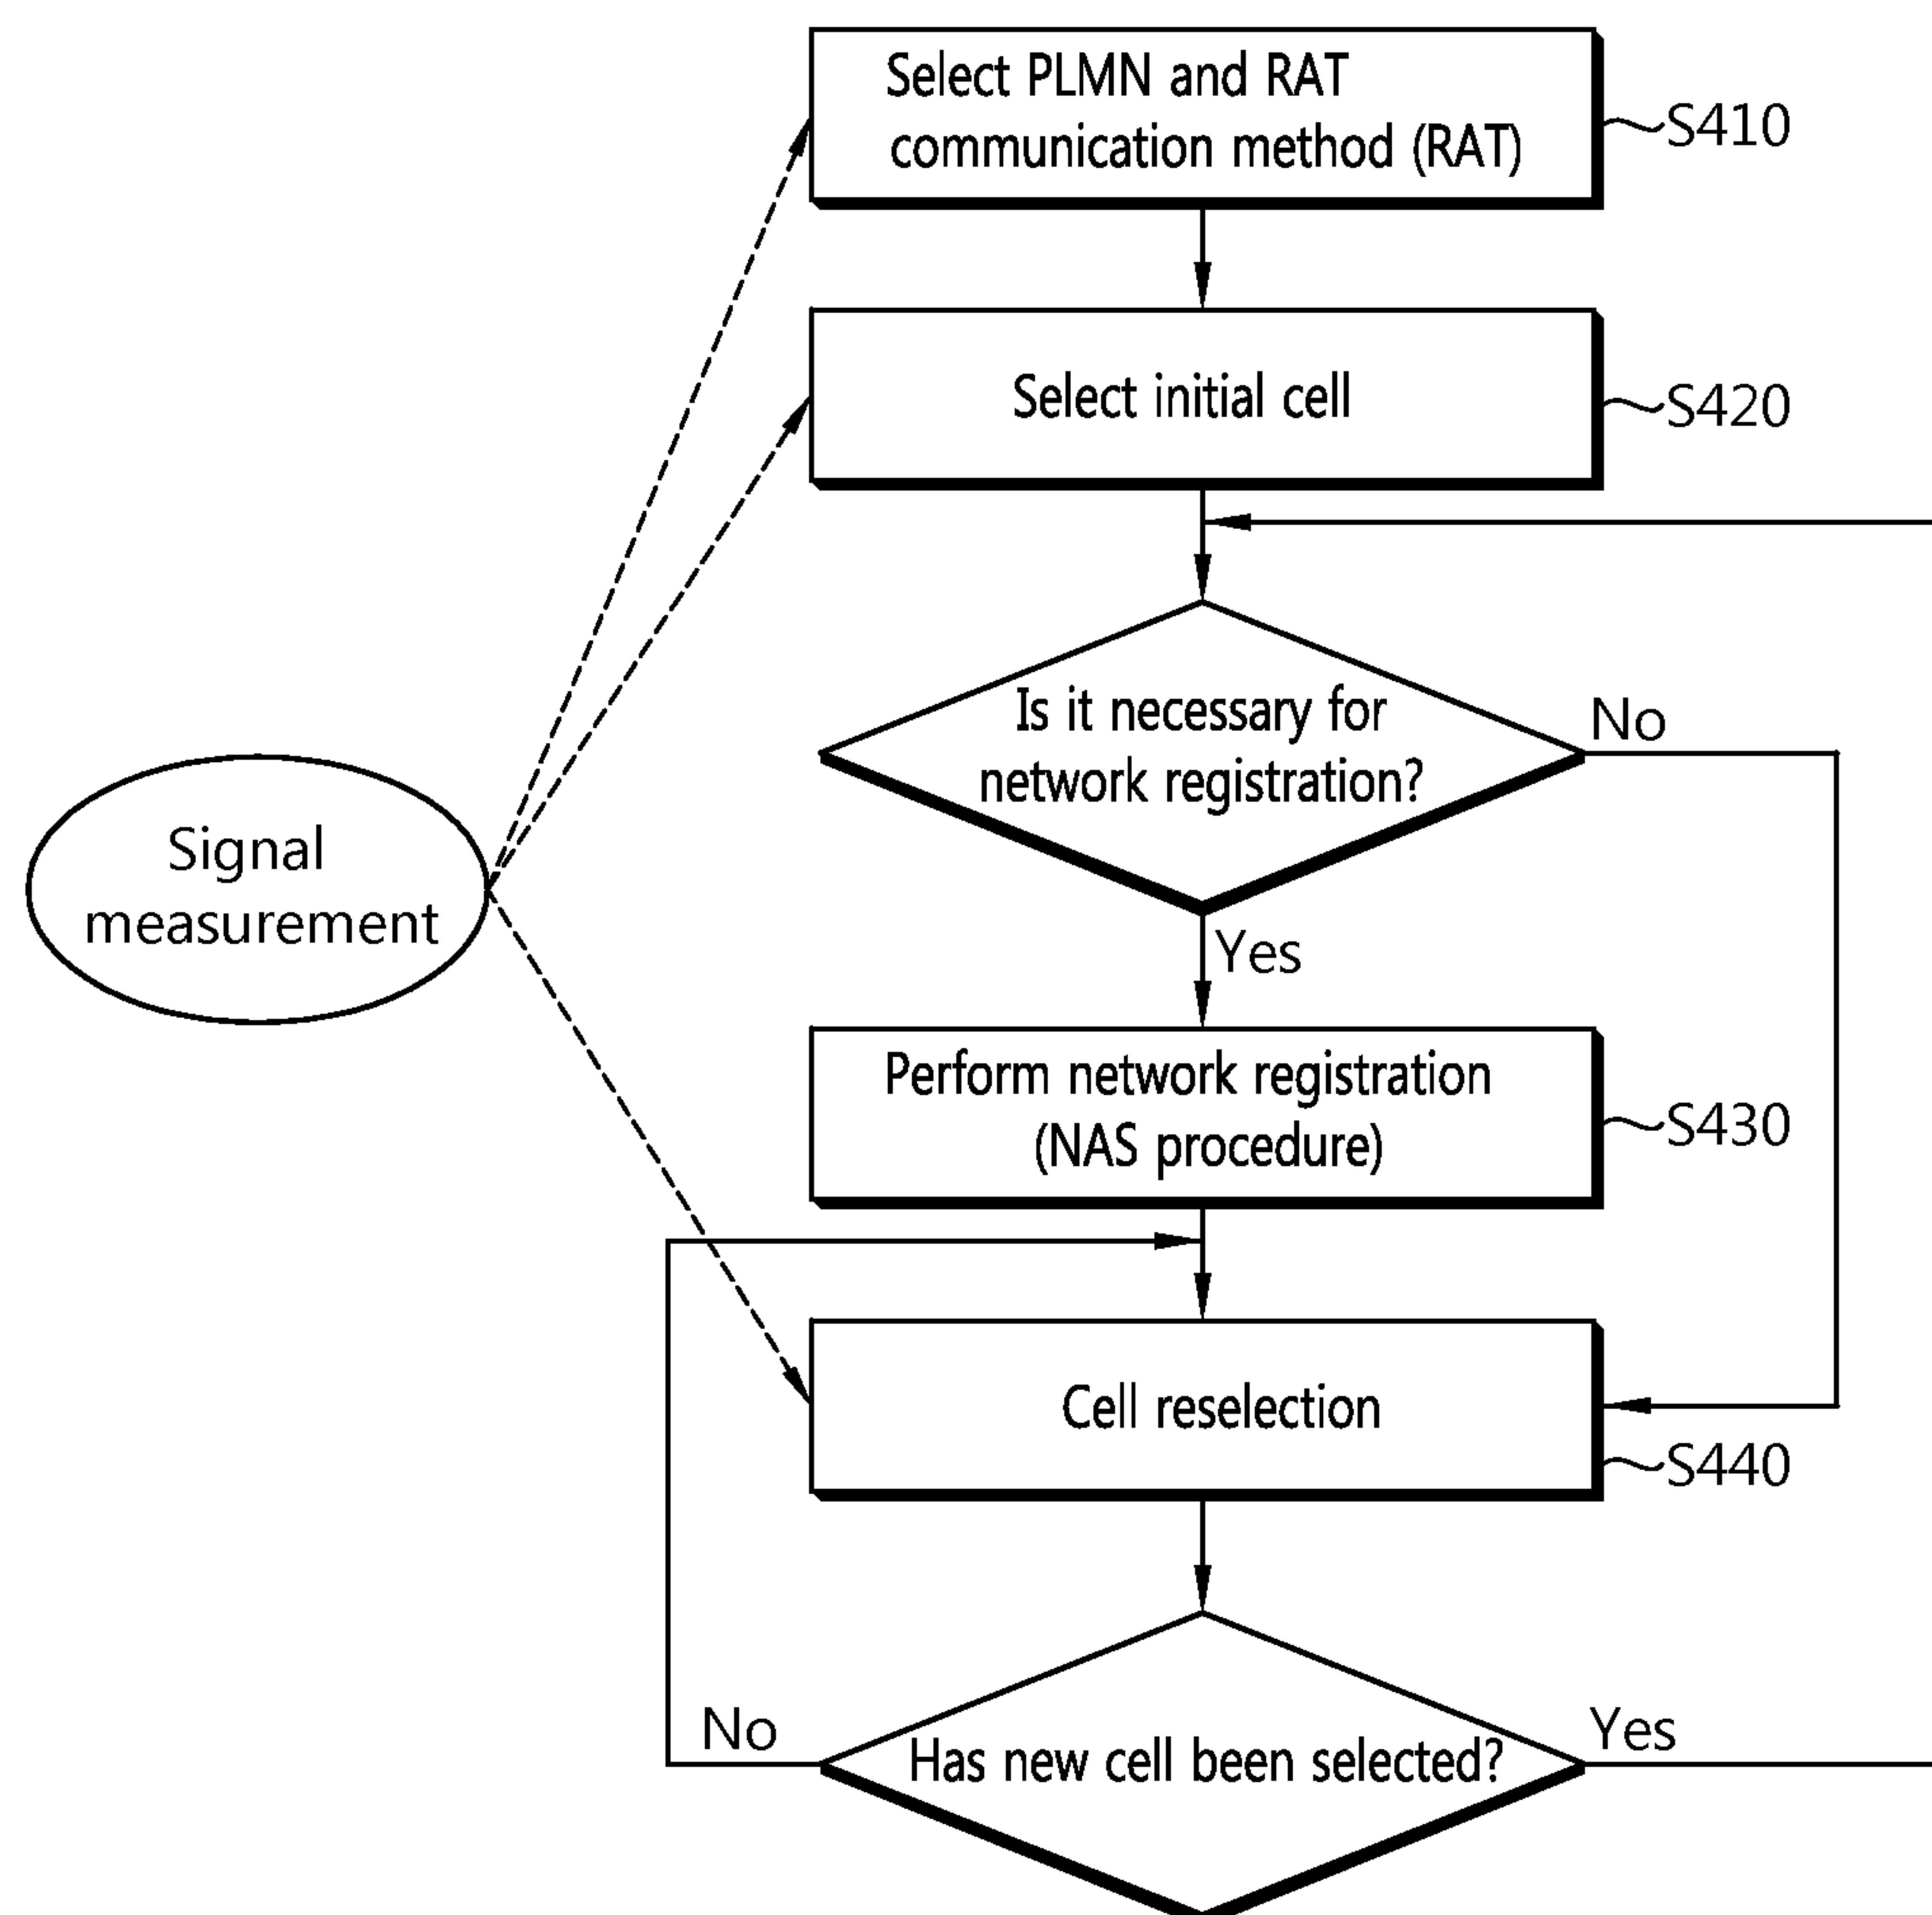 Select PLMN and RAT
communication method (RAT)
S410
Select initial cell
S420
Is it necessary for
network registration?
No
Signal
measurement
Yes
Perform network registration
(NAS procedure)
S430
Cell reselection
S440
No
Has new cell been selected?
Yes